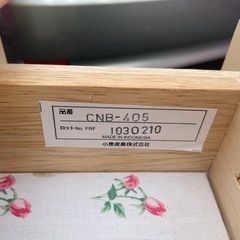 品番 CNB-405
ロットNo. FRF 1030210
MADE IN INDONESIA
小島産業株式会社